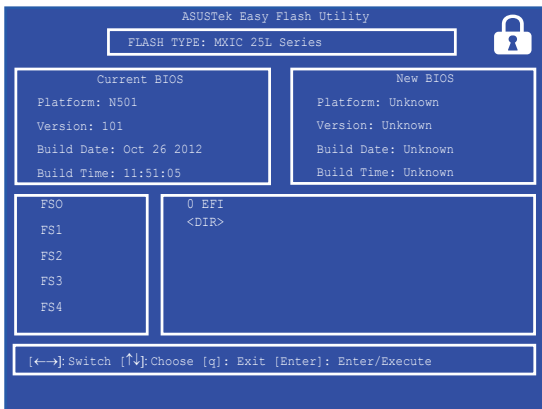 ASUSTek Easy Flash Utility
FLASH TYPE: MXIC 25L Series
Current BIOS
Platform: N501
Version: 101
Build Date: Oct 26 2012
Build Time: 11:51:05
New BIOS
Platform: Unknown
Version: Unknown
Build Date: Unknown
Build Time: Unknown
FSO
FS1
FS2
FS3
FS4
0 EFI
<DIR>
[←→]: Switch [↑↓]: Choose [q]: Exit [Enter]: Enter/Execute